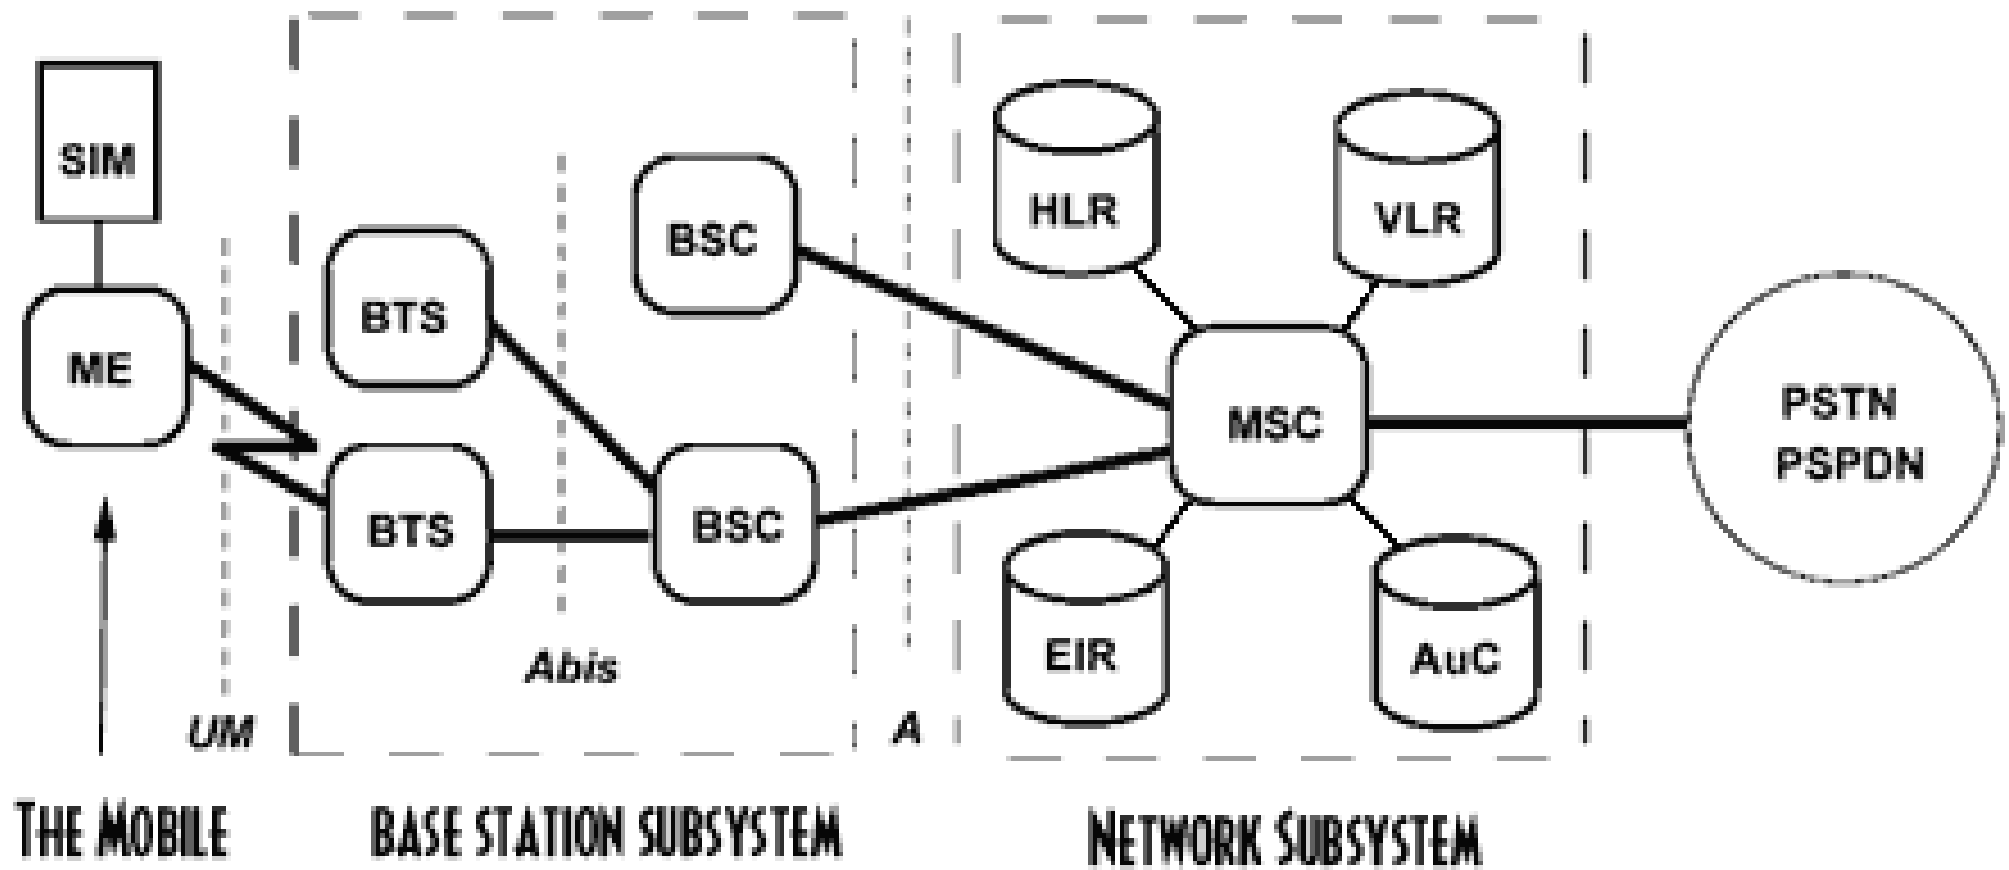 SIM
ME
BTS
BTS
BSC
BSC
HLR
VLR
MSC
EIR
AuC
PSTN
PSPDN
UM
Abis
A
THE MOBILE
BASE STATION SUBSYSTEM
NETWORK SUBSYSTEM